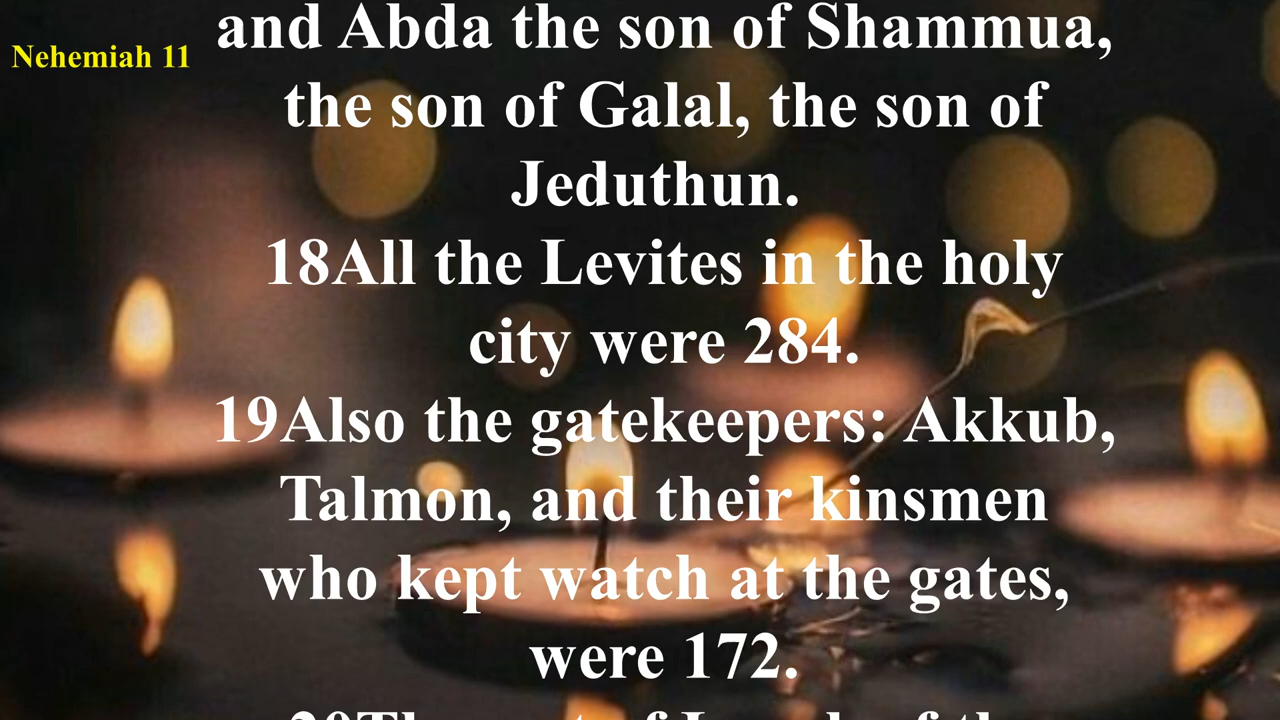 Nehemiah 11
and Abda the son of Shammua,
the son of Galal, the son of
Jeduthun.
18All the Levites in the holy
city were 284.
19Also the gatekeepers: Akkub,
Talmon, and their kinsmen
who kept watch at the gates,
were 172.